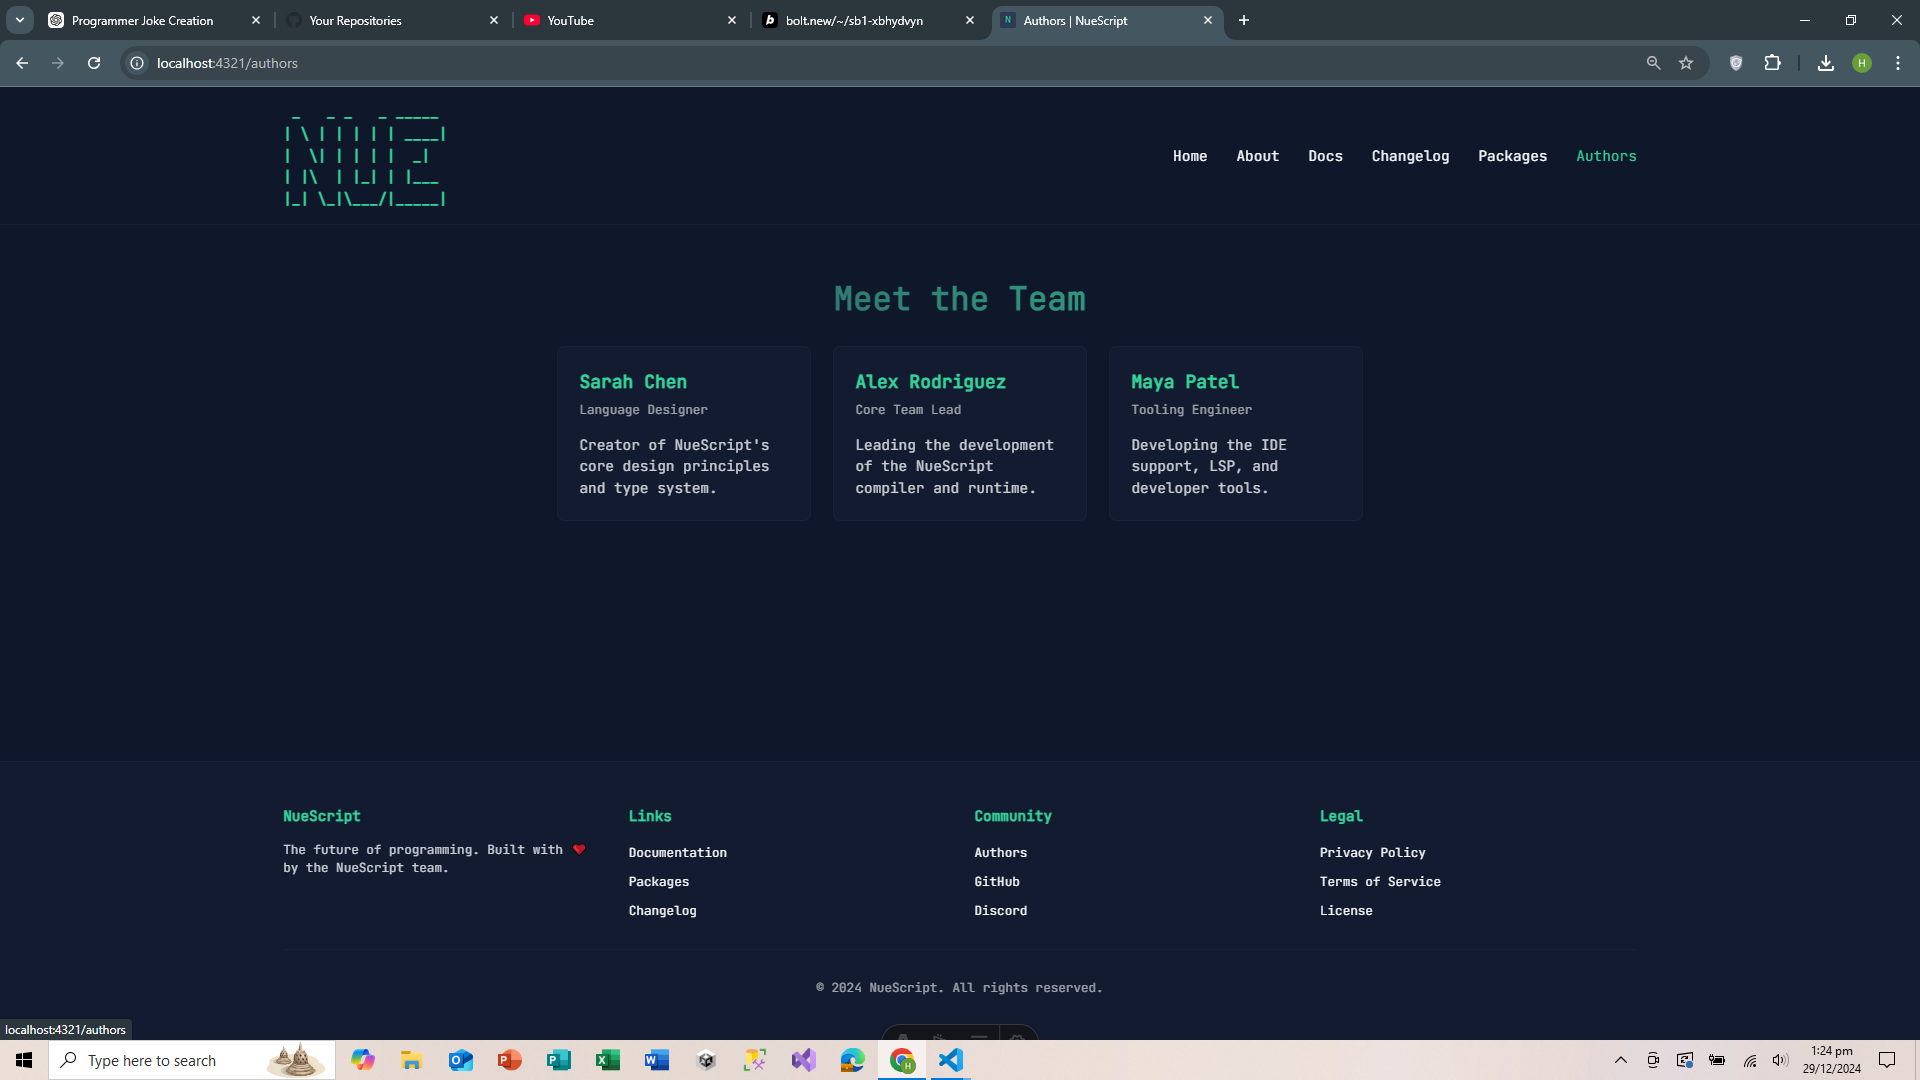 Programmer Joke Creation
Your Repositories
YouTube
bolt.new/~/sb1-xbhydvyn
Authors | NueScript
localhost:4321/authors
H
 _   _ _   _ _____
| \ | | | | | ____|
|  \| | | | |  _|
| |\  | |_| | |___
|_| \_|\___/|_____|
Home About Docs Changelog Packages Authors
Meet the Team
Sarah Chen
Language Designer
Creator of NueScript's
core design principles
and type system.
Alex Rodriguez
Core Team Lead
Leading the development
of the NueScript
compiler and runtime.
Maya Patel
Tooling Engineer
Developing the IDE
support, LSP, and
developer tools.
NueScript
The future of programming. Built with ❤️
by the NueScript team.
Links
Documentation
Packages
Changelog
Community
Authors
GitHub
Discord
Legal
Privacy Policy
Terms of Service
License
© 2024 NueScript. All rights reserved.
localhost:4321/authors
Type here to search
1:24 pm
29/12/2024